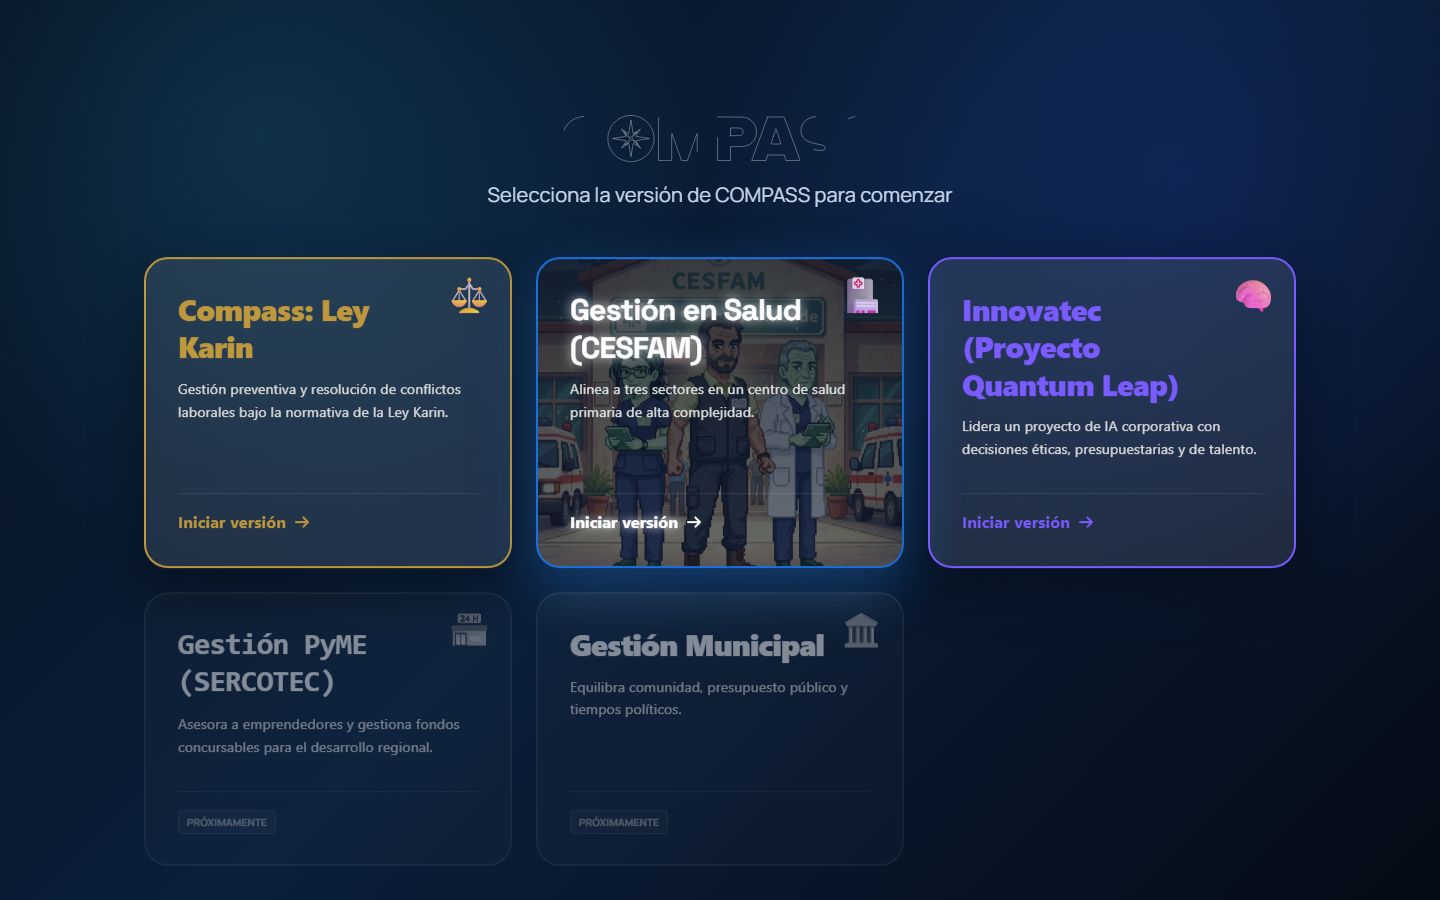 COMPAS
Selecciona la versión de COMPASS para comenzar
Compass: Ley
Karin
Gestión preventiva y resolución de conflictos
laborales bajo la normativa de la Ley Karin.
Iniciar versión
CESFAM
Gestión en Salud
(CESFAM)
Alinea a tres sectores en un centro de salud
primaria de alta complejidad.
Iniciar versión
Innovatec
(Proyecto
Quantum Leap)
Lidera un proyecto de IA corporativa con
decisiones éticas, presupuestarias y de talento.
Iniciar versión
24H
Gestión PyME
(SERCOTEC)
Asesora a emprendedores y gestiona fondos
concursables para el desarrollo regional.
PRÓXIMAMENTE
Gestión Municipal
Equilibra comunidad, presupuesto público y
tiempos políticos.
PRÓXIMAMENTE